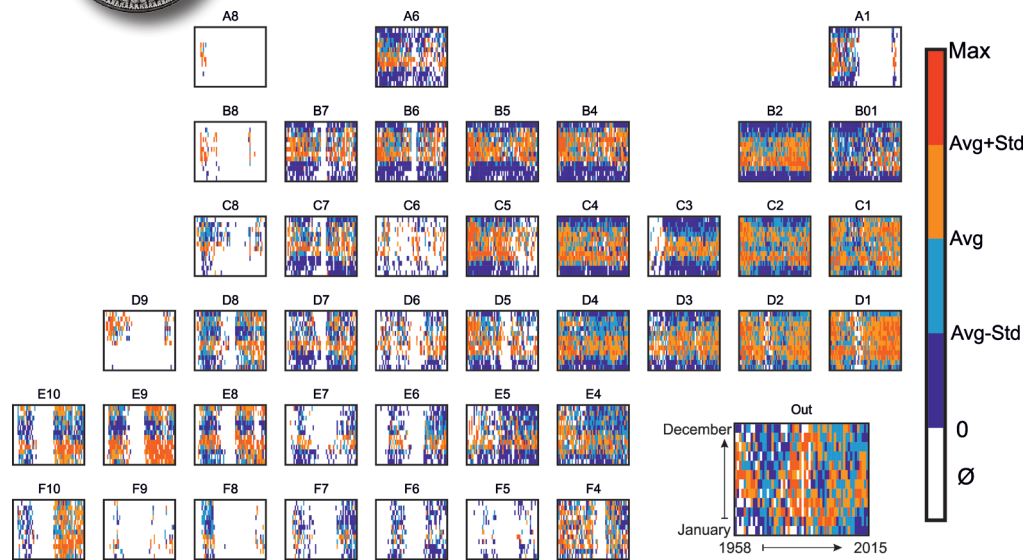 A8 A6 A1
Max
B8 B7 B6 B5 B4 B2 B01
Avg+Std
C8 C7 C6 C5 C4 C3 C2 C1
Avg
D9 D8 D7 D6 D5 D4 D3 D2 D1
Avg-Std
E10 E9 E8 E7 E6 E5 E4
Out
December
0
Ø
F10 F9 F8 F7 F6 F5 F4
January
1958 2015